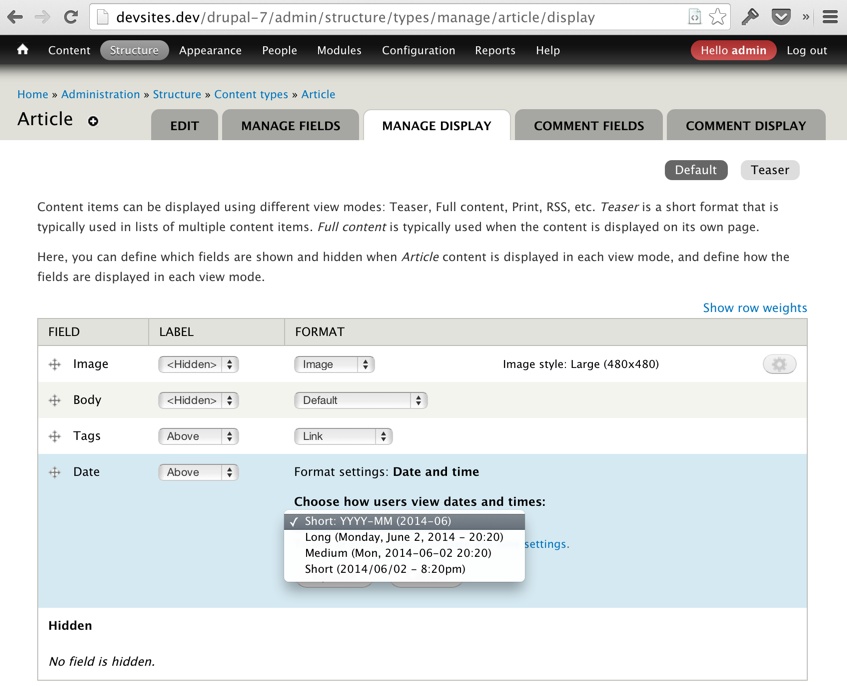 devsites.dev/drupal-7/admin/structure/types/manage/article/display
Content Structure Appearance People Modules Configuration Reports Help Hello admin Log out
Home » Administration » Structure » Content types » Article
Article EDIT MANAGE FIELDS MANAGE DISPLAY COMMENT FIELDS COMMENT DISPLAY
Default Teaser
Content items can be displayed using different view modes: Teaser, Full content, Print, RSS, etc. Teaser is a short format that is
typically used in lists of multiple content items. Full content is typically used when the content is displayed on its own page.
Here, you can define which fields are shown and hidden when Article content is displayed in each view mode, and define how the
fields are displayed in each view mode.
Show row weights
FIELD LABEL FORMAT
Image <Hidden> Image Image style: Large (480x480)
Body <Hidden> Default
Tags Above Link
Date Above Format settings: Date and time
Choose how users view dates and times:
✓ Short: YYYY-MM (2014-06)
Long (Monday, June 2, 2014 - 20:20)
settings.
Medium (Mon, 2014-06-02 20:20)
Short (2014/06/02 - 8:20pm)
Hidden
No field is hidden.